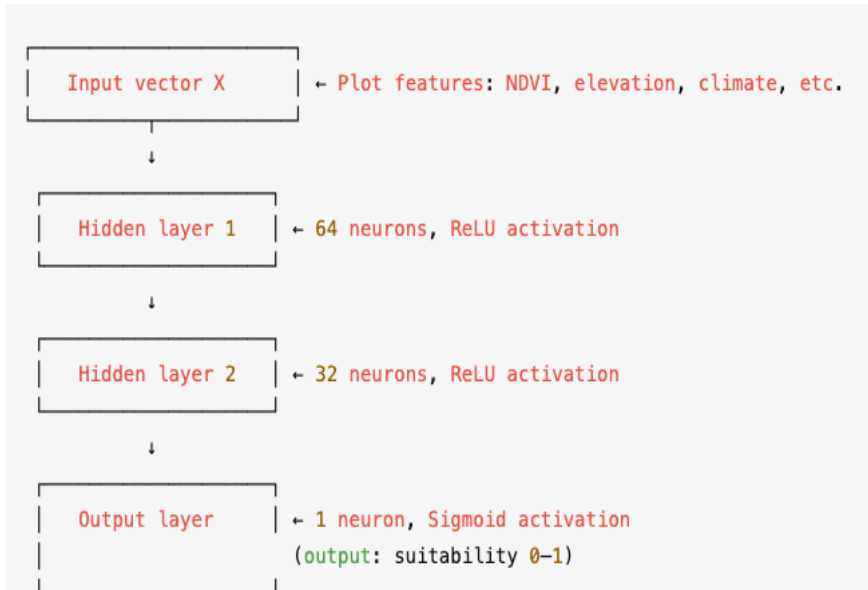 Input vector X ← Plot features: NDVI, elevation, climate, etc.
↓
Hidden layer 1 ← 64 neurons, ReLU activation
↓
Hidden layer 2 ← 32 neurons, ReLU activation
↓
Output layer ← 1 neuron, Sigmoid activation
(output: suitability 0–1)